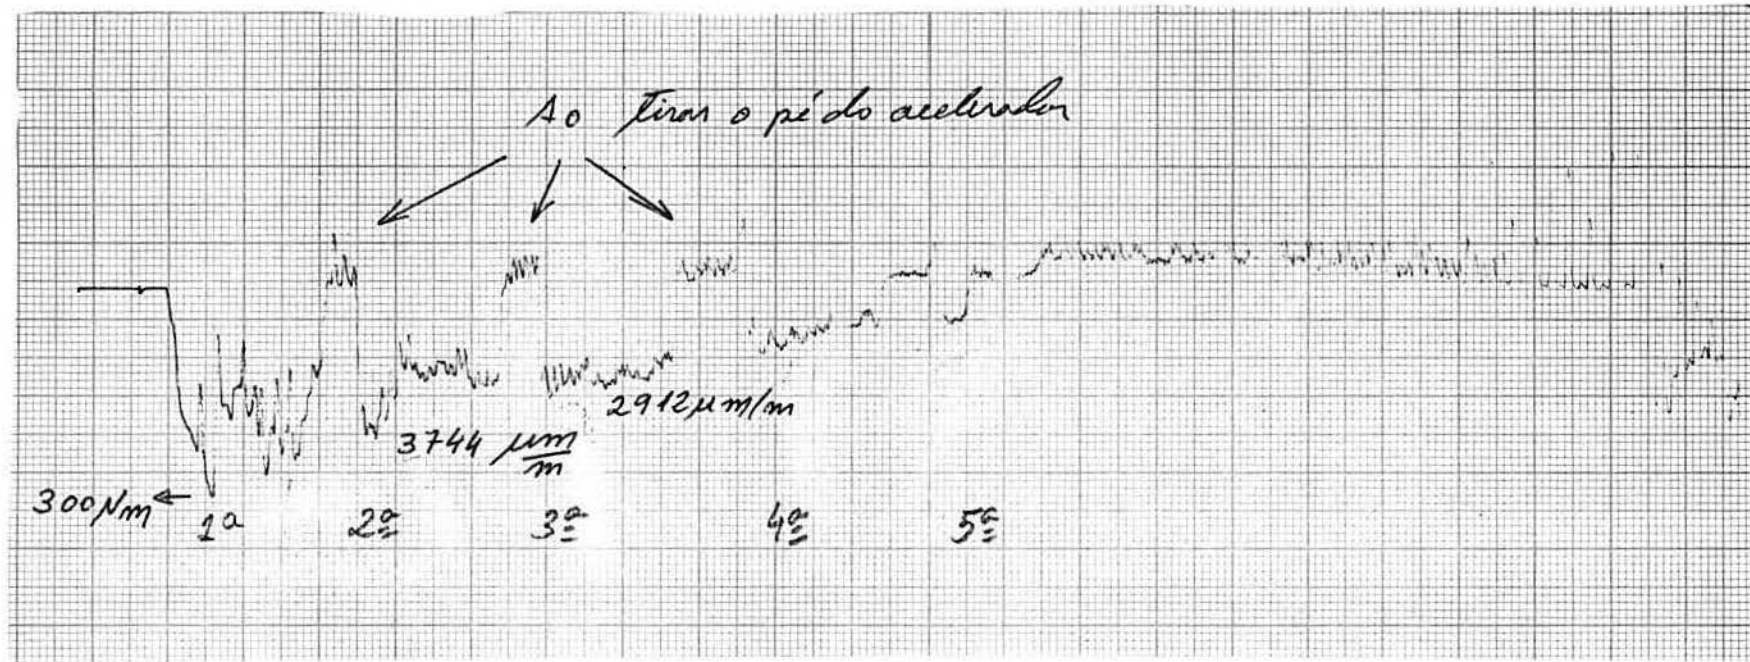 Ao tirar o pé do acelerador
2912 μm/m
3744 μm/m
300 Nm
1ª 2ª 3ª 4ª 5ª